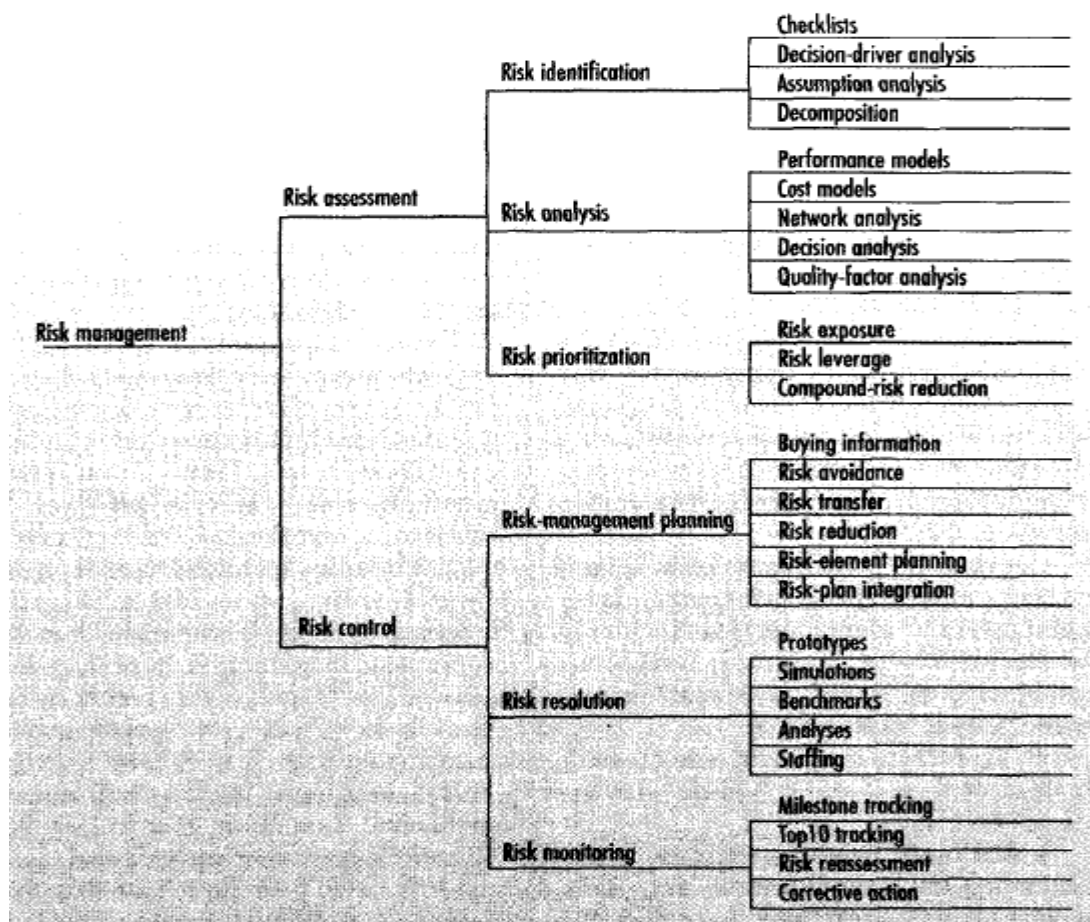 Checklists
Decision-driver analysis
Risk identification
Assumption analysis
Decomposition
Performance models
Risk assessment
Cost models
Risk analysis
Network analysis
Decision analysis
Quality-factor analysis
Risk management
Risk exposure
Risk prioritization
Risk leverage
Compound-risk reduction
Buying information
Risk avoidance
Risk transfer
Risk-management planning
Risk reduction
Risk-element planning
Risk-plan integration
Risk control
Prototypes
Simulations
Risk resolution
Benchmarks
Analyses
Staffing
Milestone tracking
Top10 tracking
Risk monitoring
Risk reassessment
Corrective action